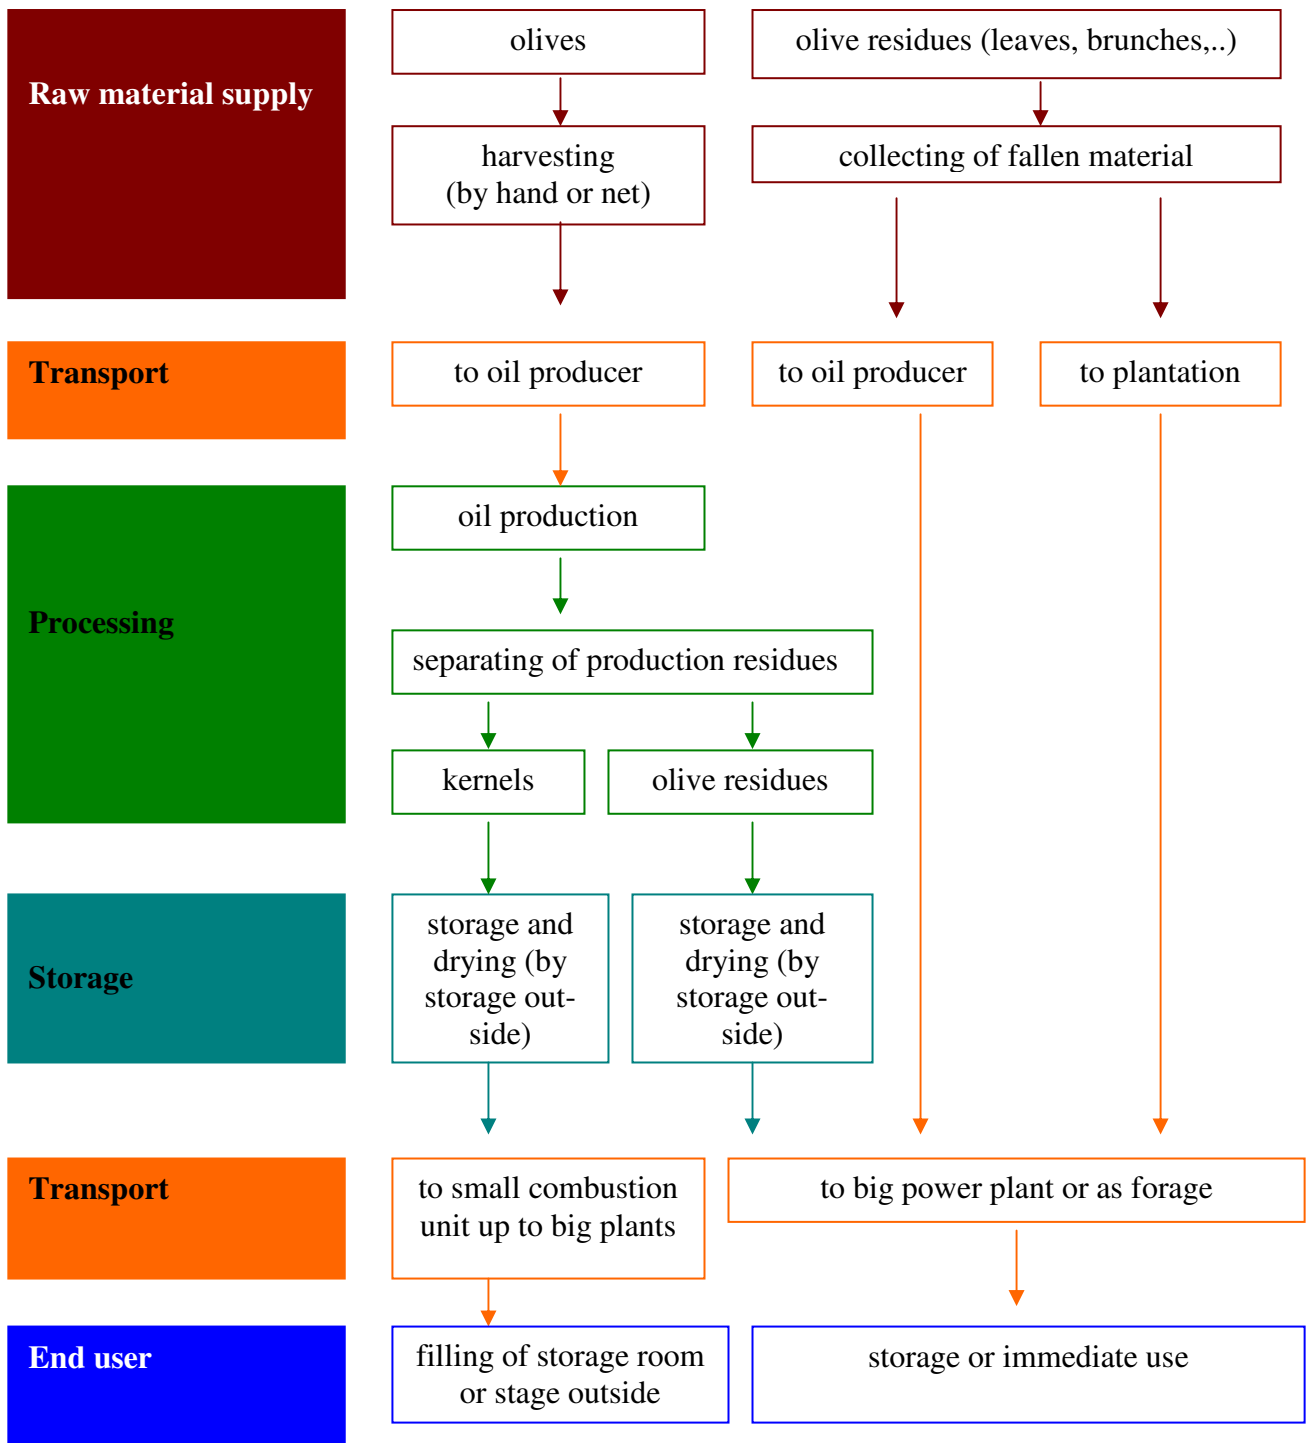 olives
olive residues (leaves, brunches,..)
Raw material supply
harvesting
(by hand or net)
collecting of fallen material
Transport
to oil producer
to oil producer
to plantation
oil production
Processing
separating of production residues
kernels
olive residues
Storage
storage and
drying (by
storage out-
side)
storage and
drying (by
storage out-
side)
Transport
to small combustion
unit up to big plants
to big power plant or as forage
End user
filling of storage room
or stage outside
storage or immediate use